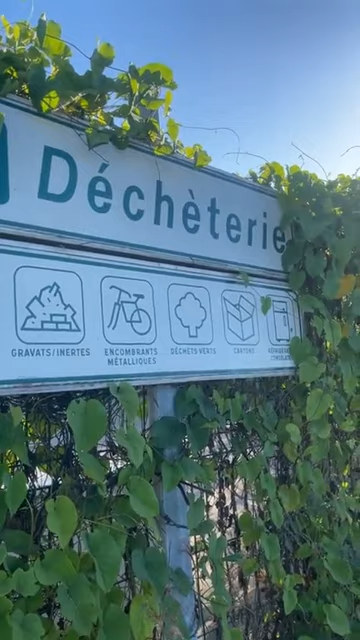 Déchèterie
GRAVATS/INERTES
ENCOMBRANTS
MÉTALLIQUES
DÉCHETS VERTS
CARTONS